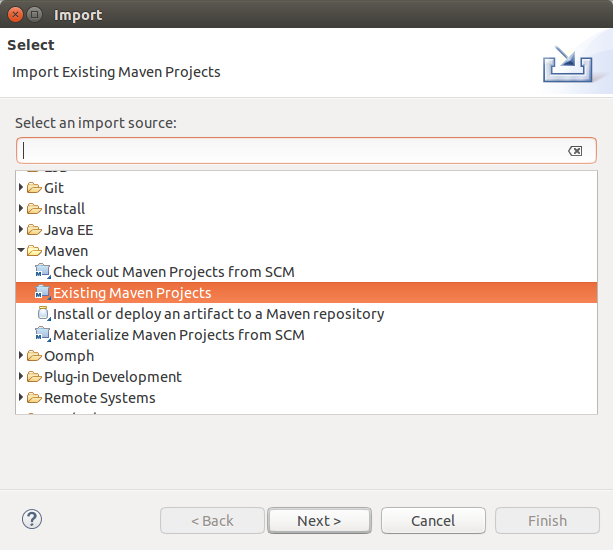 Import
Select
Import Existing Maven Projects
Select an import source:
Git
Install
Java EE
Maven
Check out Maven Projects from SCM
Existing Maven Projects
Install or deploy an artifact to a Maven repository
Materialize Maven Projects from SCM
Oomph
Plug-in Development
Remote Systems
< Back
Next >
Cancel
Finish